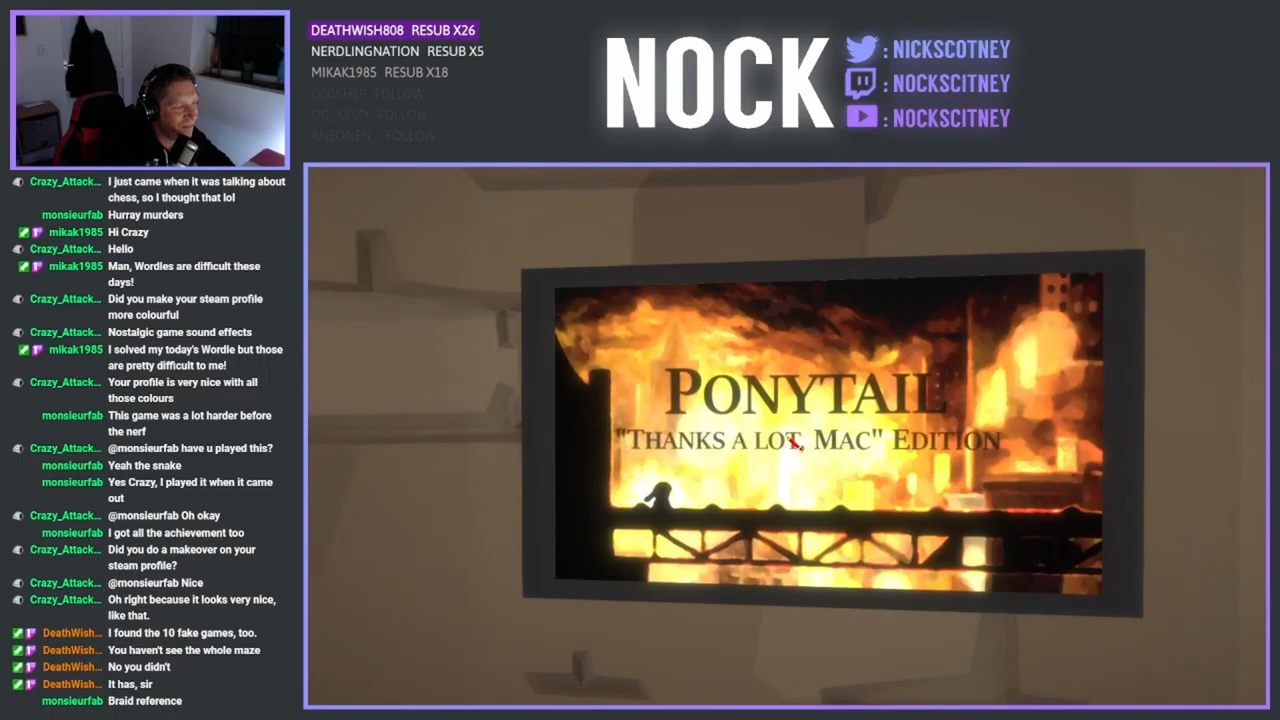 DEATHWISH808 RESUB X26
NERDLINGNATION RESUB X5
MIKAK1985 RESUB X18
DOGSHEP FOLLOW
OG_KEIZY FOLLOW
ANEONEN_ FOLLOW
NOCK
: NICKSCOTNEY
: NOCKSCITNEY
: NOCKSCITNEY
Crazy_Attack... I just came when it was talking about
chess, so I thought that lol
monsieurfab Hurray murders
mikak1985 Hi Crazy
Crazy_Attack... Hello
mikak1985 Man, Wordles are difficult these
days!
Crazy_Attack... Did you make your steam profile
more colourful
Crazy_Attack... Nostalgic game sound effects
mikak1985 I solved my today's Wordle but those
are pretty difficult to me!
Crazy_Attack... Your profile is very nice with all
those colours
monsieurfab This game was a lot harder before
the nerf
Crazy_Attack... @monsieurfab have u played this?
monsieurfab Yeah the snake
monsieurfab Yes Crazy, I played it when it came
out
Crazy_Attack... @monsieurfab Oh okay
monsieurfab I got all the achievement too
Crazy_Attack... Did you do a makeover on your
steam profile?
Crazy_Attack... @monsieurfab Nice
Crazy_Attack... Oh right because it looks very nice,
like that.
DeathWish... I found the 10 fake games, too.
DeathWish... You haven't see the whole maze
DeathWish... No you didn't
DeathWish... It has, sir
monsieurfab Braid reference
PONYTAIL
"THANKS A LOT, MAC" EDITION